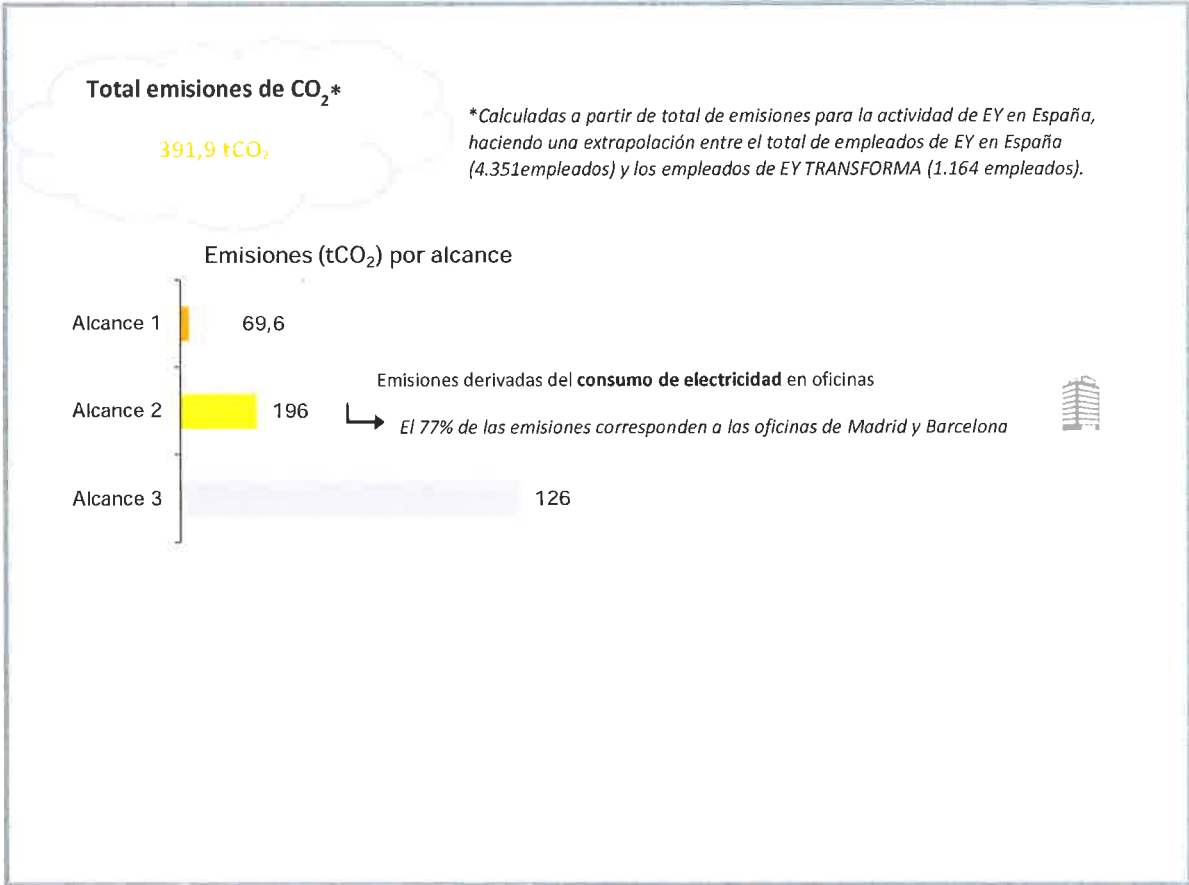 Total emisiones de CO₂*
391,9 tCO₂
*Calculadas a partir de total de emisiones para la actividad de EY en España,
haciendo una extrapolación entre el total de empleados de EY en España
(4.351empleados) y los empleados de EY TRANSFORMA (1.164 empleados).
Emisiones (tCO₂) por alcance
Alcance 1 69,6
Emisiones derivadas del consumo de electricidad en oficinas
Alcance 2 196
El 77% de las emisiones corresponden a las oficinas de Madrid y Barcelona
Alcance 3 126